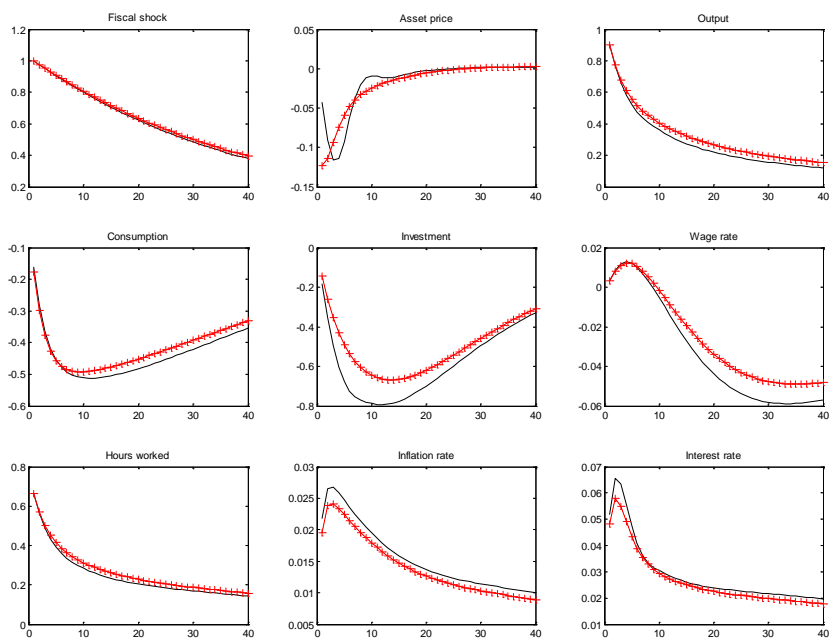 Fiscal shock
1.2
1
0.8
0.6
0.4
0.2
0 10 20 30 40
Asset price
0.05
0
-0.05
-0.1
-0.15
0 10 20 30 40
Output
1
0.8
0.6
0.4
0.2
0
0 10 20 30 40
Consumption
-0.1
-0.2
-0.3
-0.4
-0.5
-0.6
0 10 20 30 40
Investment
0
-0.2
-0.4
-0.6
-0.8
0 10 20 30 40
Wage rate
0.02
0
-0.02
-0.04
-0.06
0 10 20 30 40
Hours worked
0.8
0.6
0.4
0.2
0
0 10 20 30 40
Inflation rate
0.03
0.025
0.02
0.015
0.01
0.005
0 10 20 30 40
Interest rate
0.07
0.06
0.05
0.04
0.03
0.02
0.01
0 10 20 30 40